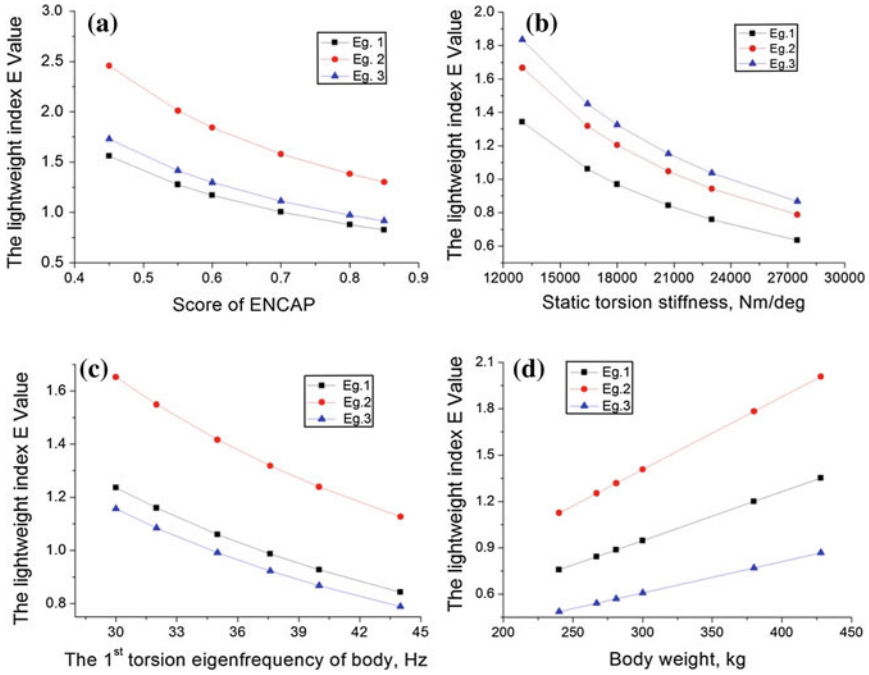 (a)
The lightweight index E Value
3.0
2.5
2.0
1.5
1.0
0.5
Eg. 1
Eg. 2
Eg. 3
0.4 0.5 0.6 0.7 0.8 0.9
Score of ENCAP
(b)
The lightweight index E Value
2.0
1.8
1.6
1.4
1.2
1.0
0.8
0.6
Eg.1
Eg.2
Eg.3
12000 15000 18000 21000 24000 27000 30000
Static torsion stiffness, Nm/deg
(c)
The lightweight index E Value
1.6
1.4
1.2
1.0
0.8
Eg.1
Eg.2
Eg.3
30 33 36 39 42 45
The 1st torsion eigenfrequency of body, Hz
(d)
The lightweight index E Value
2.1
1.8
1.5
1.2
0.9
0.6
Eg.1
Eg.2
Eg.3
200 250 300 350 400 450
Body weight, kg